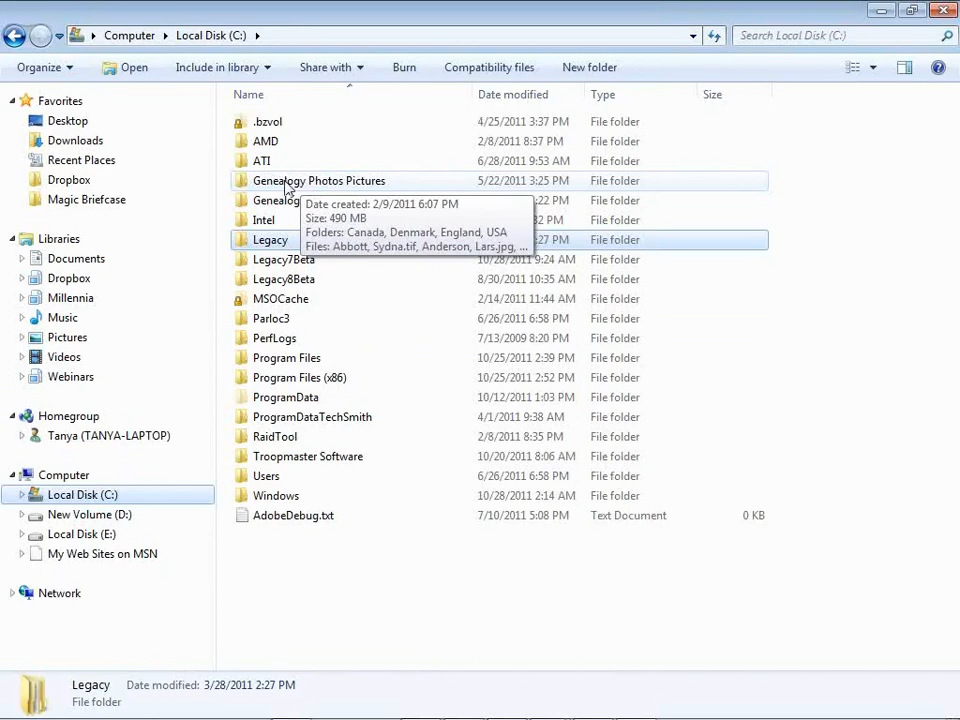 Computer Local Disk (C:) Search Local Disk (C:)
Organize Open Include in library Share with Burn Compatibility files New folder
Name Date modified Type Size
Favorites
Desktop
Downloads
Recent Places
Dropbox
Magic Briefcase
Libraries
Documents
Dropbox
Millennia
Music
Pictures
Videos
Webinars
Homegroup
Tanya (TANYA-LAPTOP)
Computer
Local Disk (C:)
New Volume (D:)
Local Disk (E:)
My Web Sites on MSN
Network
.bzvol 4/25/2011 3:37 PM File folder
AMD 2/8/2011 8:37 PM File folder
ATI 6/28/2011 9:53 AM File folder
Genealogy Photos Pictures 5/22/2011 3:25 PM File folder
:22 PM File folder
Intel :32 PM File folder
Legacy :27 PM File folder
Date created: 2/9/2011 6:07 PM
Size: 490 MB
Folders: Canada, Denmark, England, USA
Files: Abbott, Sydna.tif, Anderson, Lars.jpg, ...
Legacy7Beta 10/28/2011 9:24 AM File folder
Legacy8Beta 8/30/2011 10:35 AM File folder
MSOCache 2/14/2011 11:44 AM File folder
Parloc3 6/26/2011 6:58 PM File folder
PerfLogs 7/13/2009 8:20 PM File folder
Program Files 10/25/2011 2:39 PM File folder
Program Files (x86) 10/25/2011 2:52 PM File folder
ProgramData 10/12/2011 1:03 PM File folder
ProgramDataTechSmith 4/1/2011 9:38 AM File folder
RaidTool 2/8/2011 8:35 PM File folder
Troopmaster Software 10/20/2011 8:06 AM File folder
Users 6/26/2011 6:58 PM File folder
Windows 10/28/2011 2:14 AM File folder
AdobeDebug.txt 7/10/2011 5:08 PM Text Document 0 KB
Legacy Date modified: 3/28/2011 2:27 PM
File folder